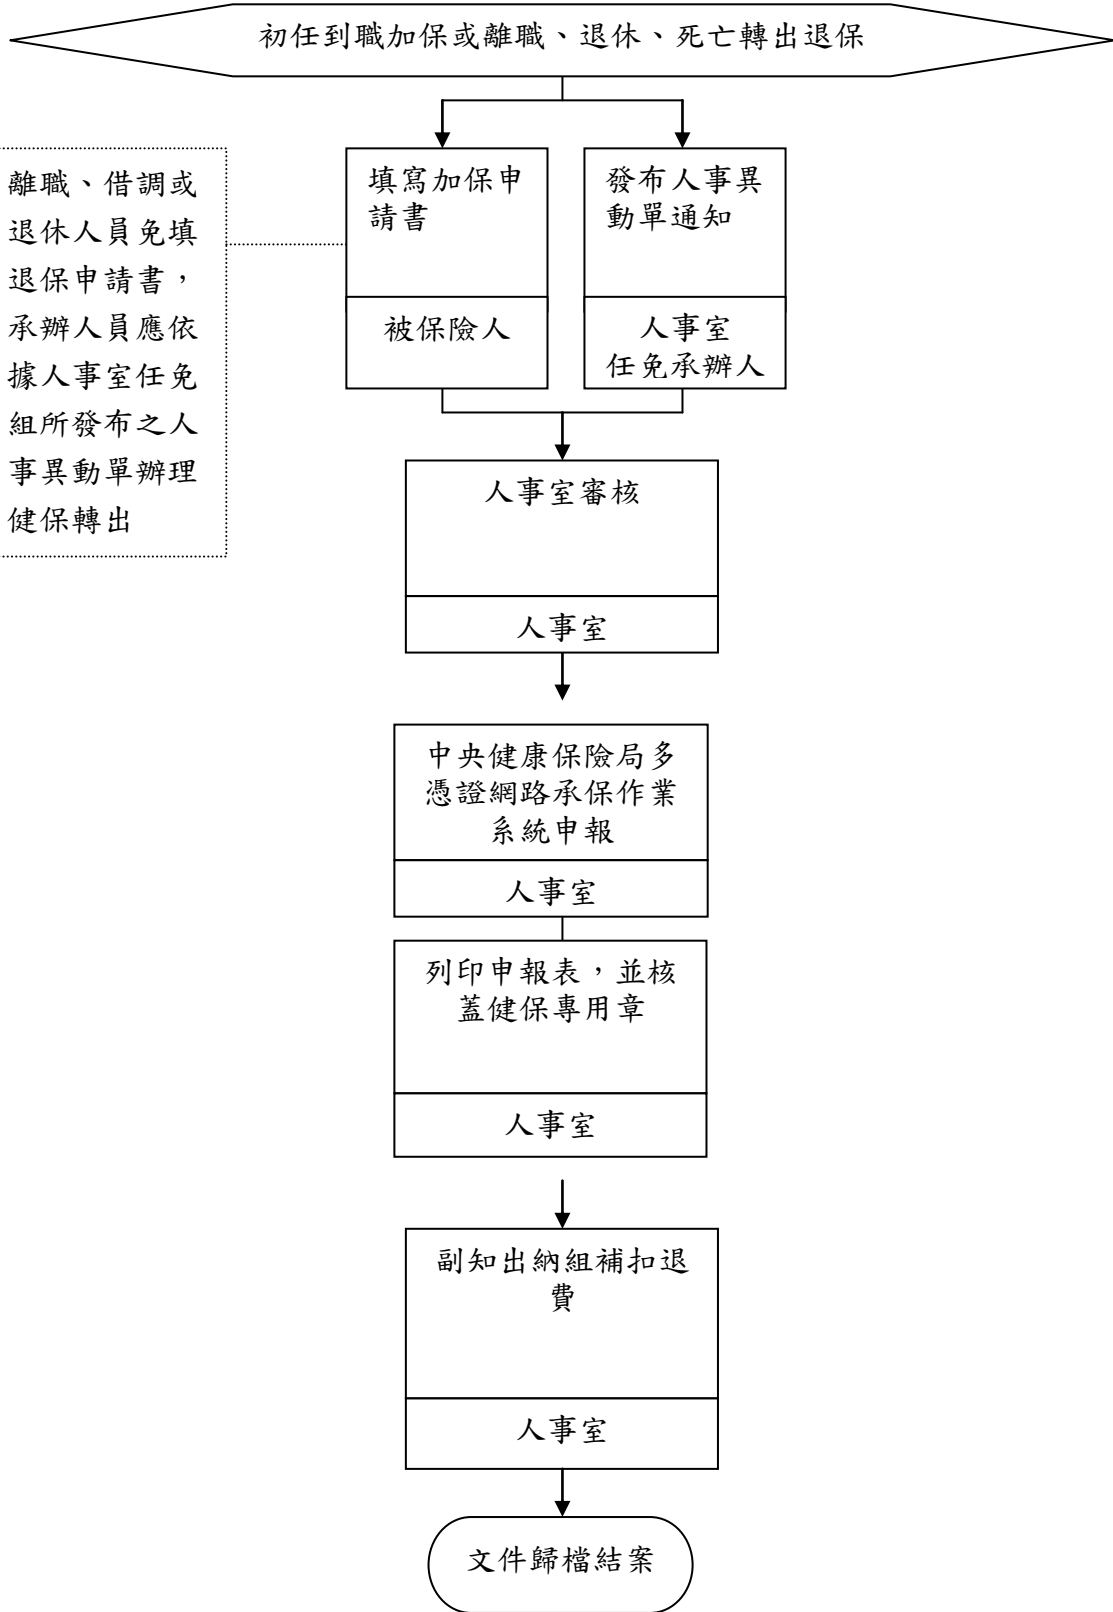 初任到職加保或離職、退休、死亡轉出退保
離職、借調或
退休人員免填
退保申請書，
承辦人員應依
據人事室任免
組所發布之人
事異動單辦理
健保轉出
填寫加保申
請書
被保險人
發布人事異
動單通知
人事室
任免承辦人
人事室審核
人事室
中央健康保險局多
憑證網路承保作業
系統申報
人事室
列印申報表，並核
蓋健保專用章
人事室
副知出納組補扣退
費
人事室
文件歸檔結案